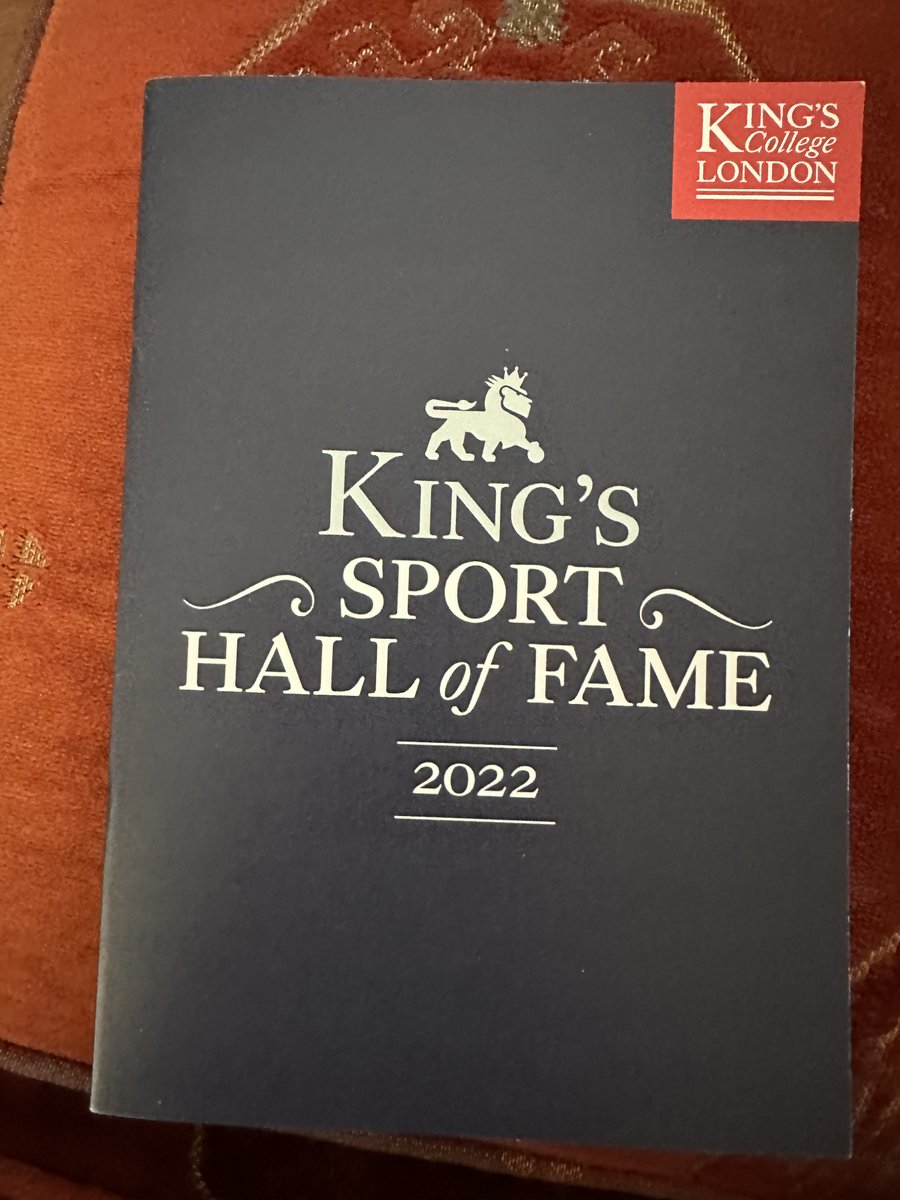 KING'S
College
LONDON
KING'S
SPORT
HALL of FAME
2022